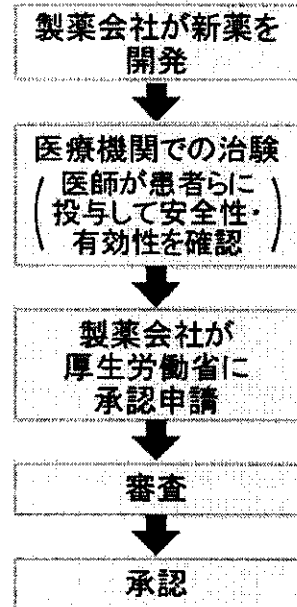 製薬会社が新薬を
開発
医療機関での治験
(医師が患者らに
投与して安全性・
有効性を確認)
製薬会社が
厚生労働省に
承認申請
審査
承認